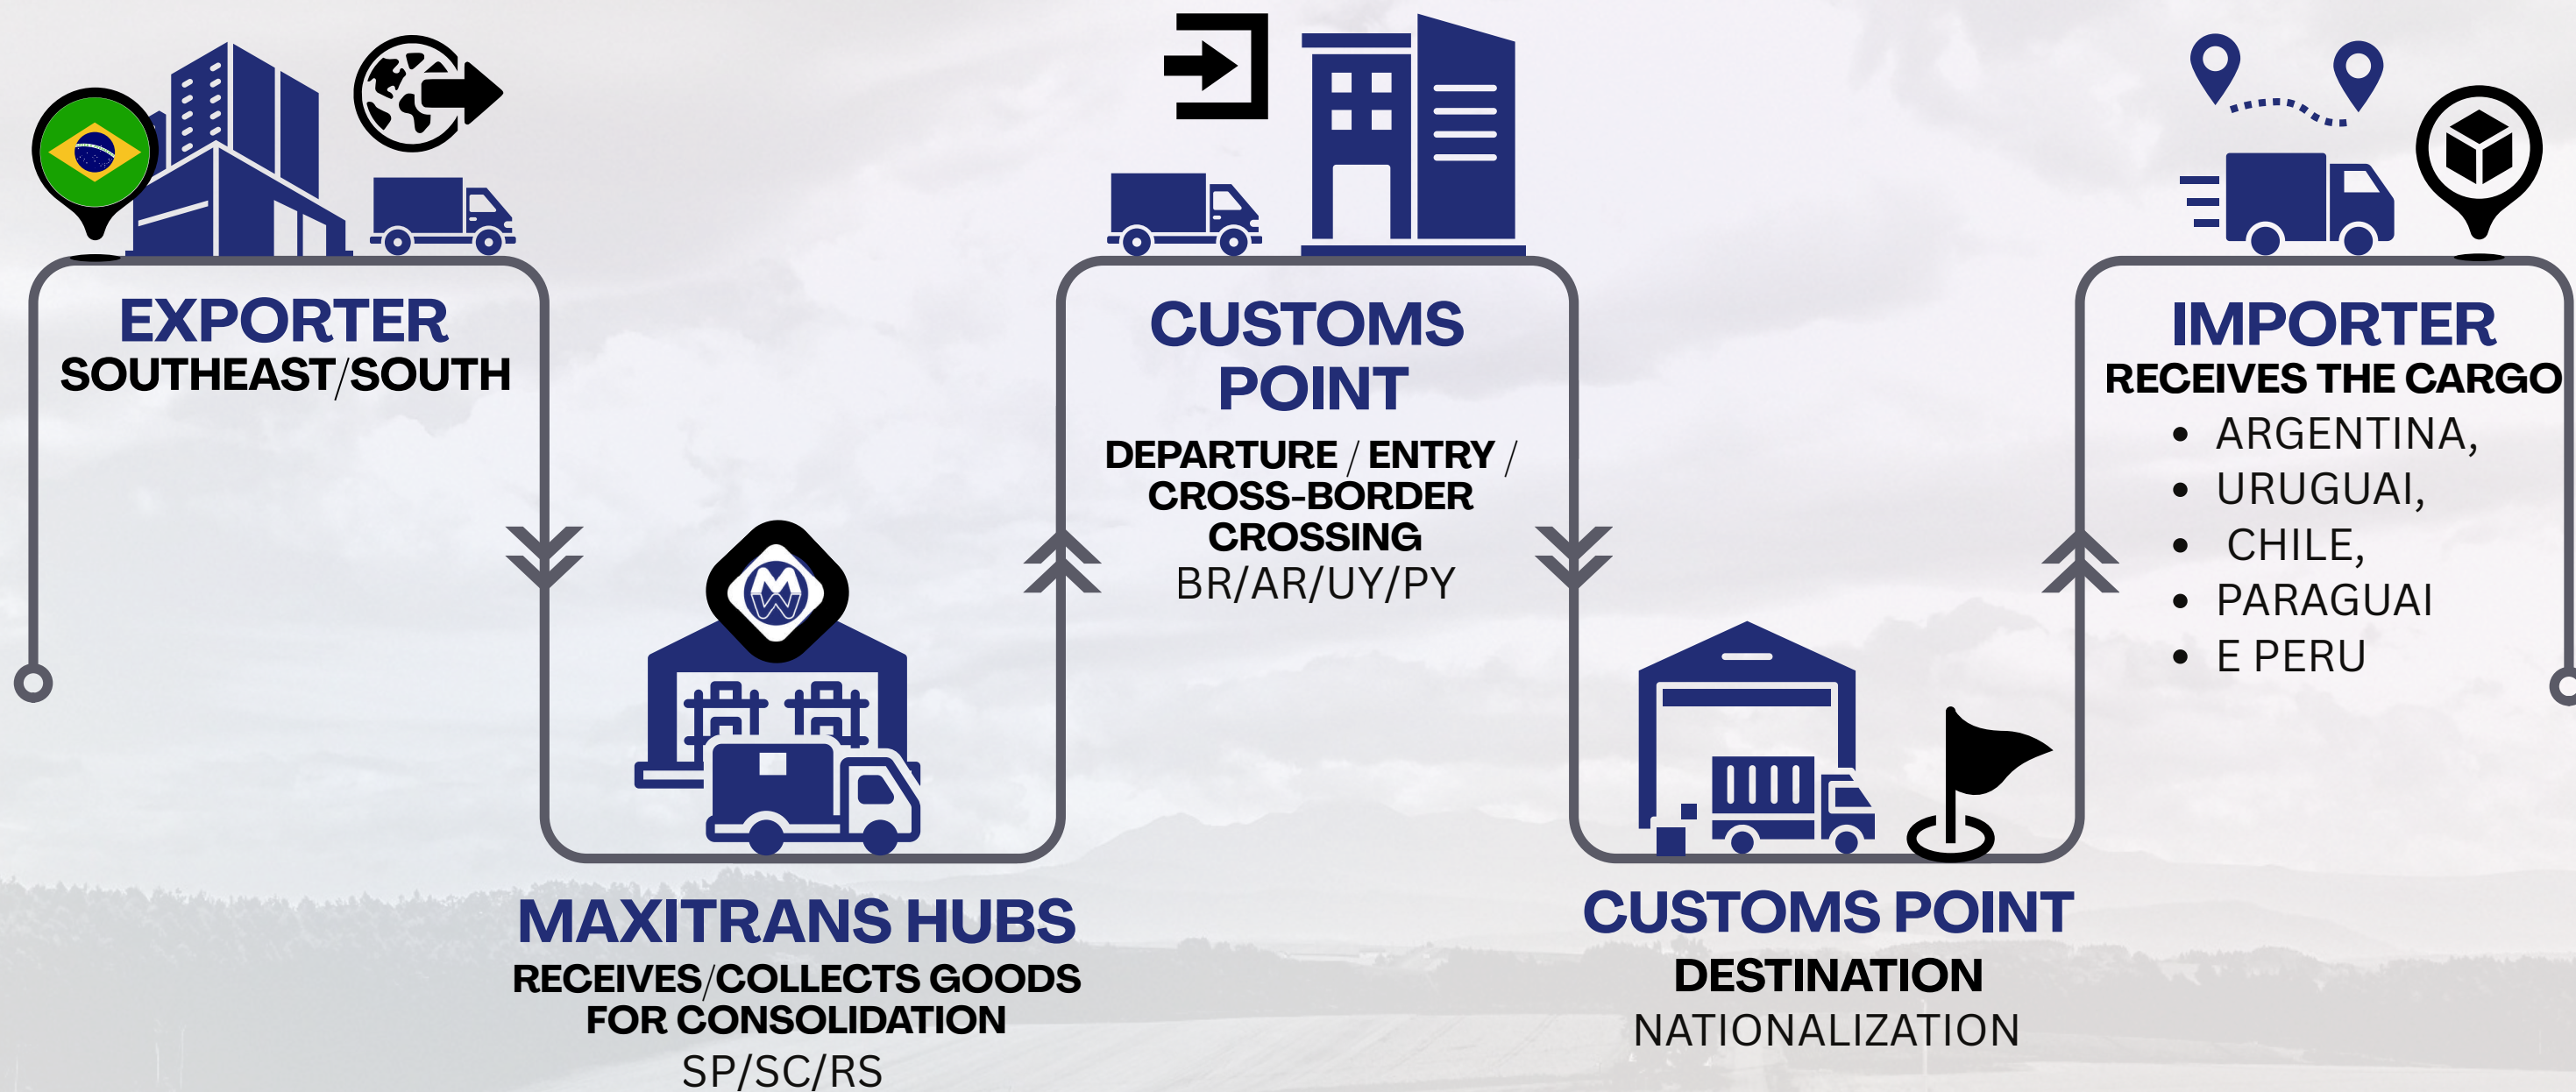 EXPORTER
SOUTHEAST/SOUTH
MW
MAXITRANS HUBS
RECEIVES/COLLECTS GOODS
FOR CONSOLIDATION
SP/SC/RS
CUSTOMS
POINT
DEPARTURE / ENTRY /
CROSS-BORDER
CROSSING
BR/AR/UY/PY
CUSTOMS POINT
DESTINATION
NATIONALIZATION
IMPORTER
RECEIVES THE CARGO
• ARGENTINA,
• URUGUAI,
• CHILE,
• PARAGUAI
• E PERU